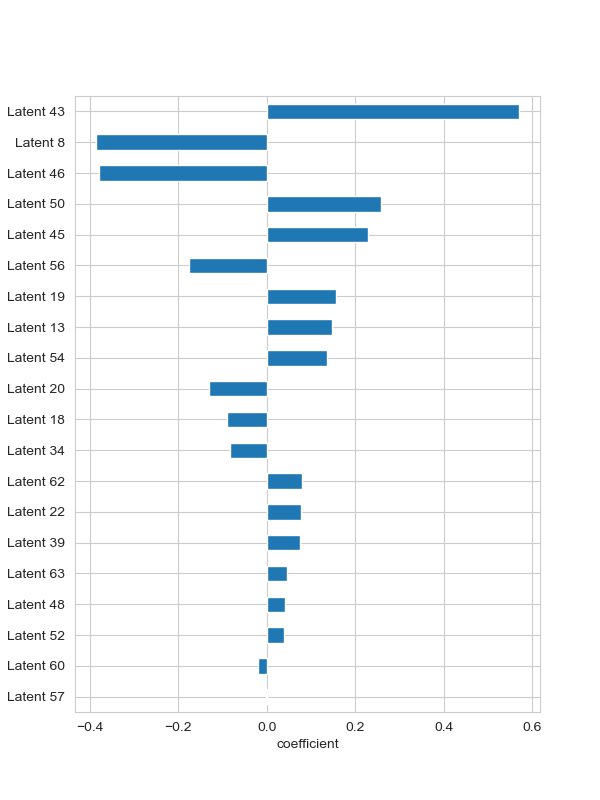 Latent 43
Latent 8
Latent 46
Latent 50
Latent 45
Latent 56
Latent 19
Latent 13
Latent 54
Latent 20
Latent 18
Latent 34
Latent 62
Latent 22
Latent 39
Latent 63
Latent 48
Latent 52
Latent 60
Latent 57
−0.4 −0.2 0.0 0.2 0.4 0.6
coefficient